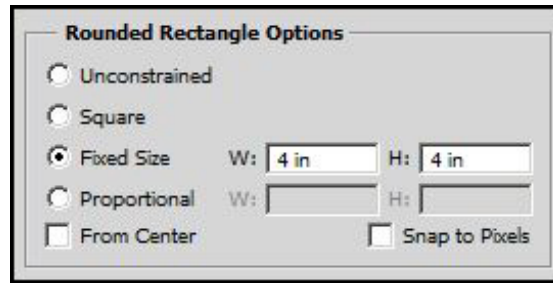 Rounded Rectangle Options
Unconstrained
Square
Fixed Size W: 4 in H: 4 in
Proportional W: H:
From Center Snap to Pixels